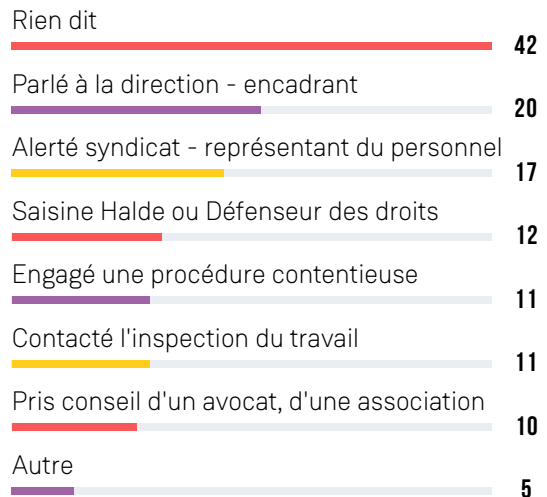 Rien dit
42
Parlé à la direction - encadrant
20
Alerté syndicat - représentant du personnel
17
Saisine Halde ou Défenseur des droits
12
Engagé une procédure contentieuse
11
Contacté l'inspection du travail
11
Pris conseil d'un avocat, d'une association
10
Autre
5